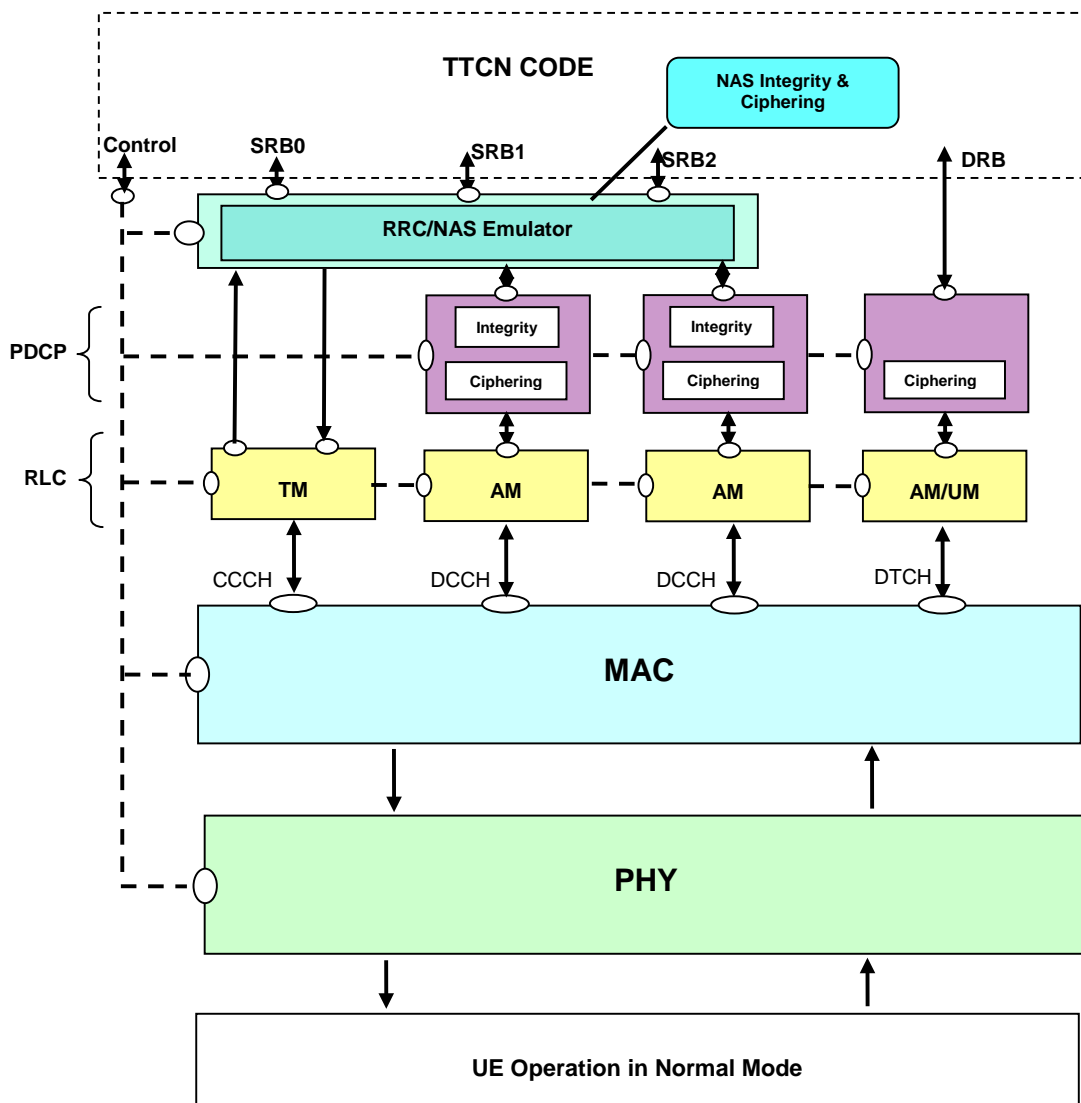 TTCN CODE
NAS Integrity &
Ciphering
Control
SRB0
SRB1
SRB2
DRB
RRC/NAS Emulator
PDCP
Integrity
Integrity
Ciphering
Ciphering
Ciphering
RLC
TM
AM
AM
AM/UM
CCCH
DCCH
DCCH
DTCH
MAC
PHY
UE Operation in Normal Mode